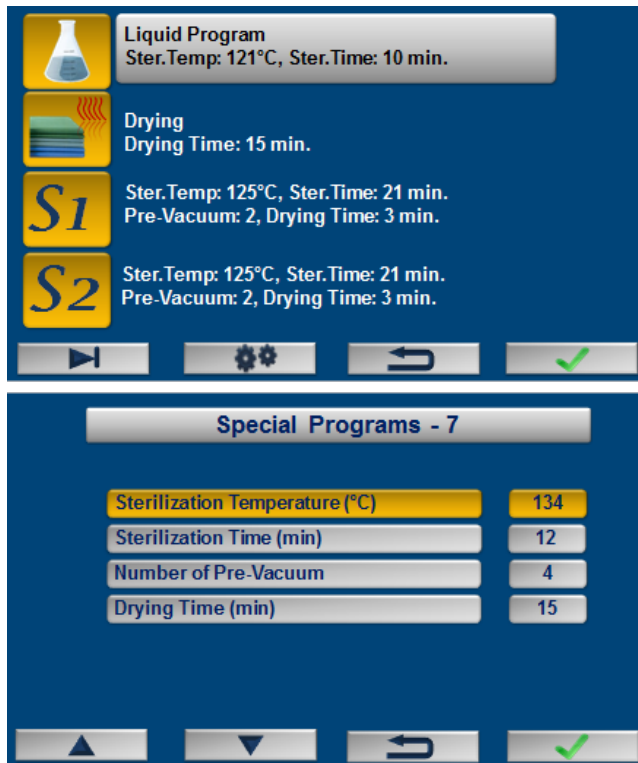 Liquid Program
Ster.Temp: 121°C, Ster.Time: 10 min.
Drying
Drying Time: 15 min.
S1
Ster.Temp: 125°C, Ster.Time: 21 min.
Pre-Vacuum: 2, Drying Time: 3 min.
S2
Ster.Temp: 125°C, Ster.Time: 21 min.
Pre-Vacuum: 2, Drying Time: 3 min.
Special Programs - 7
Sterilization Temperature (°C) 134
Sterilization Time (min) 12
Number of Pre-Vacuum 4
Drying Time (min) 15